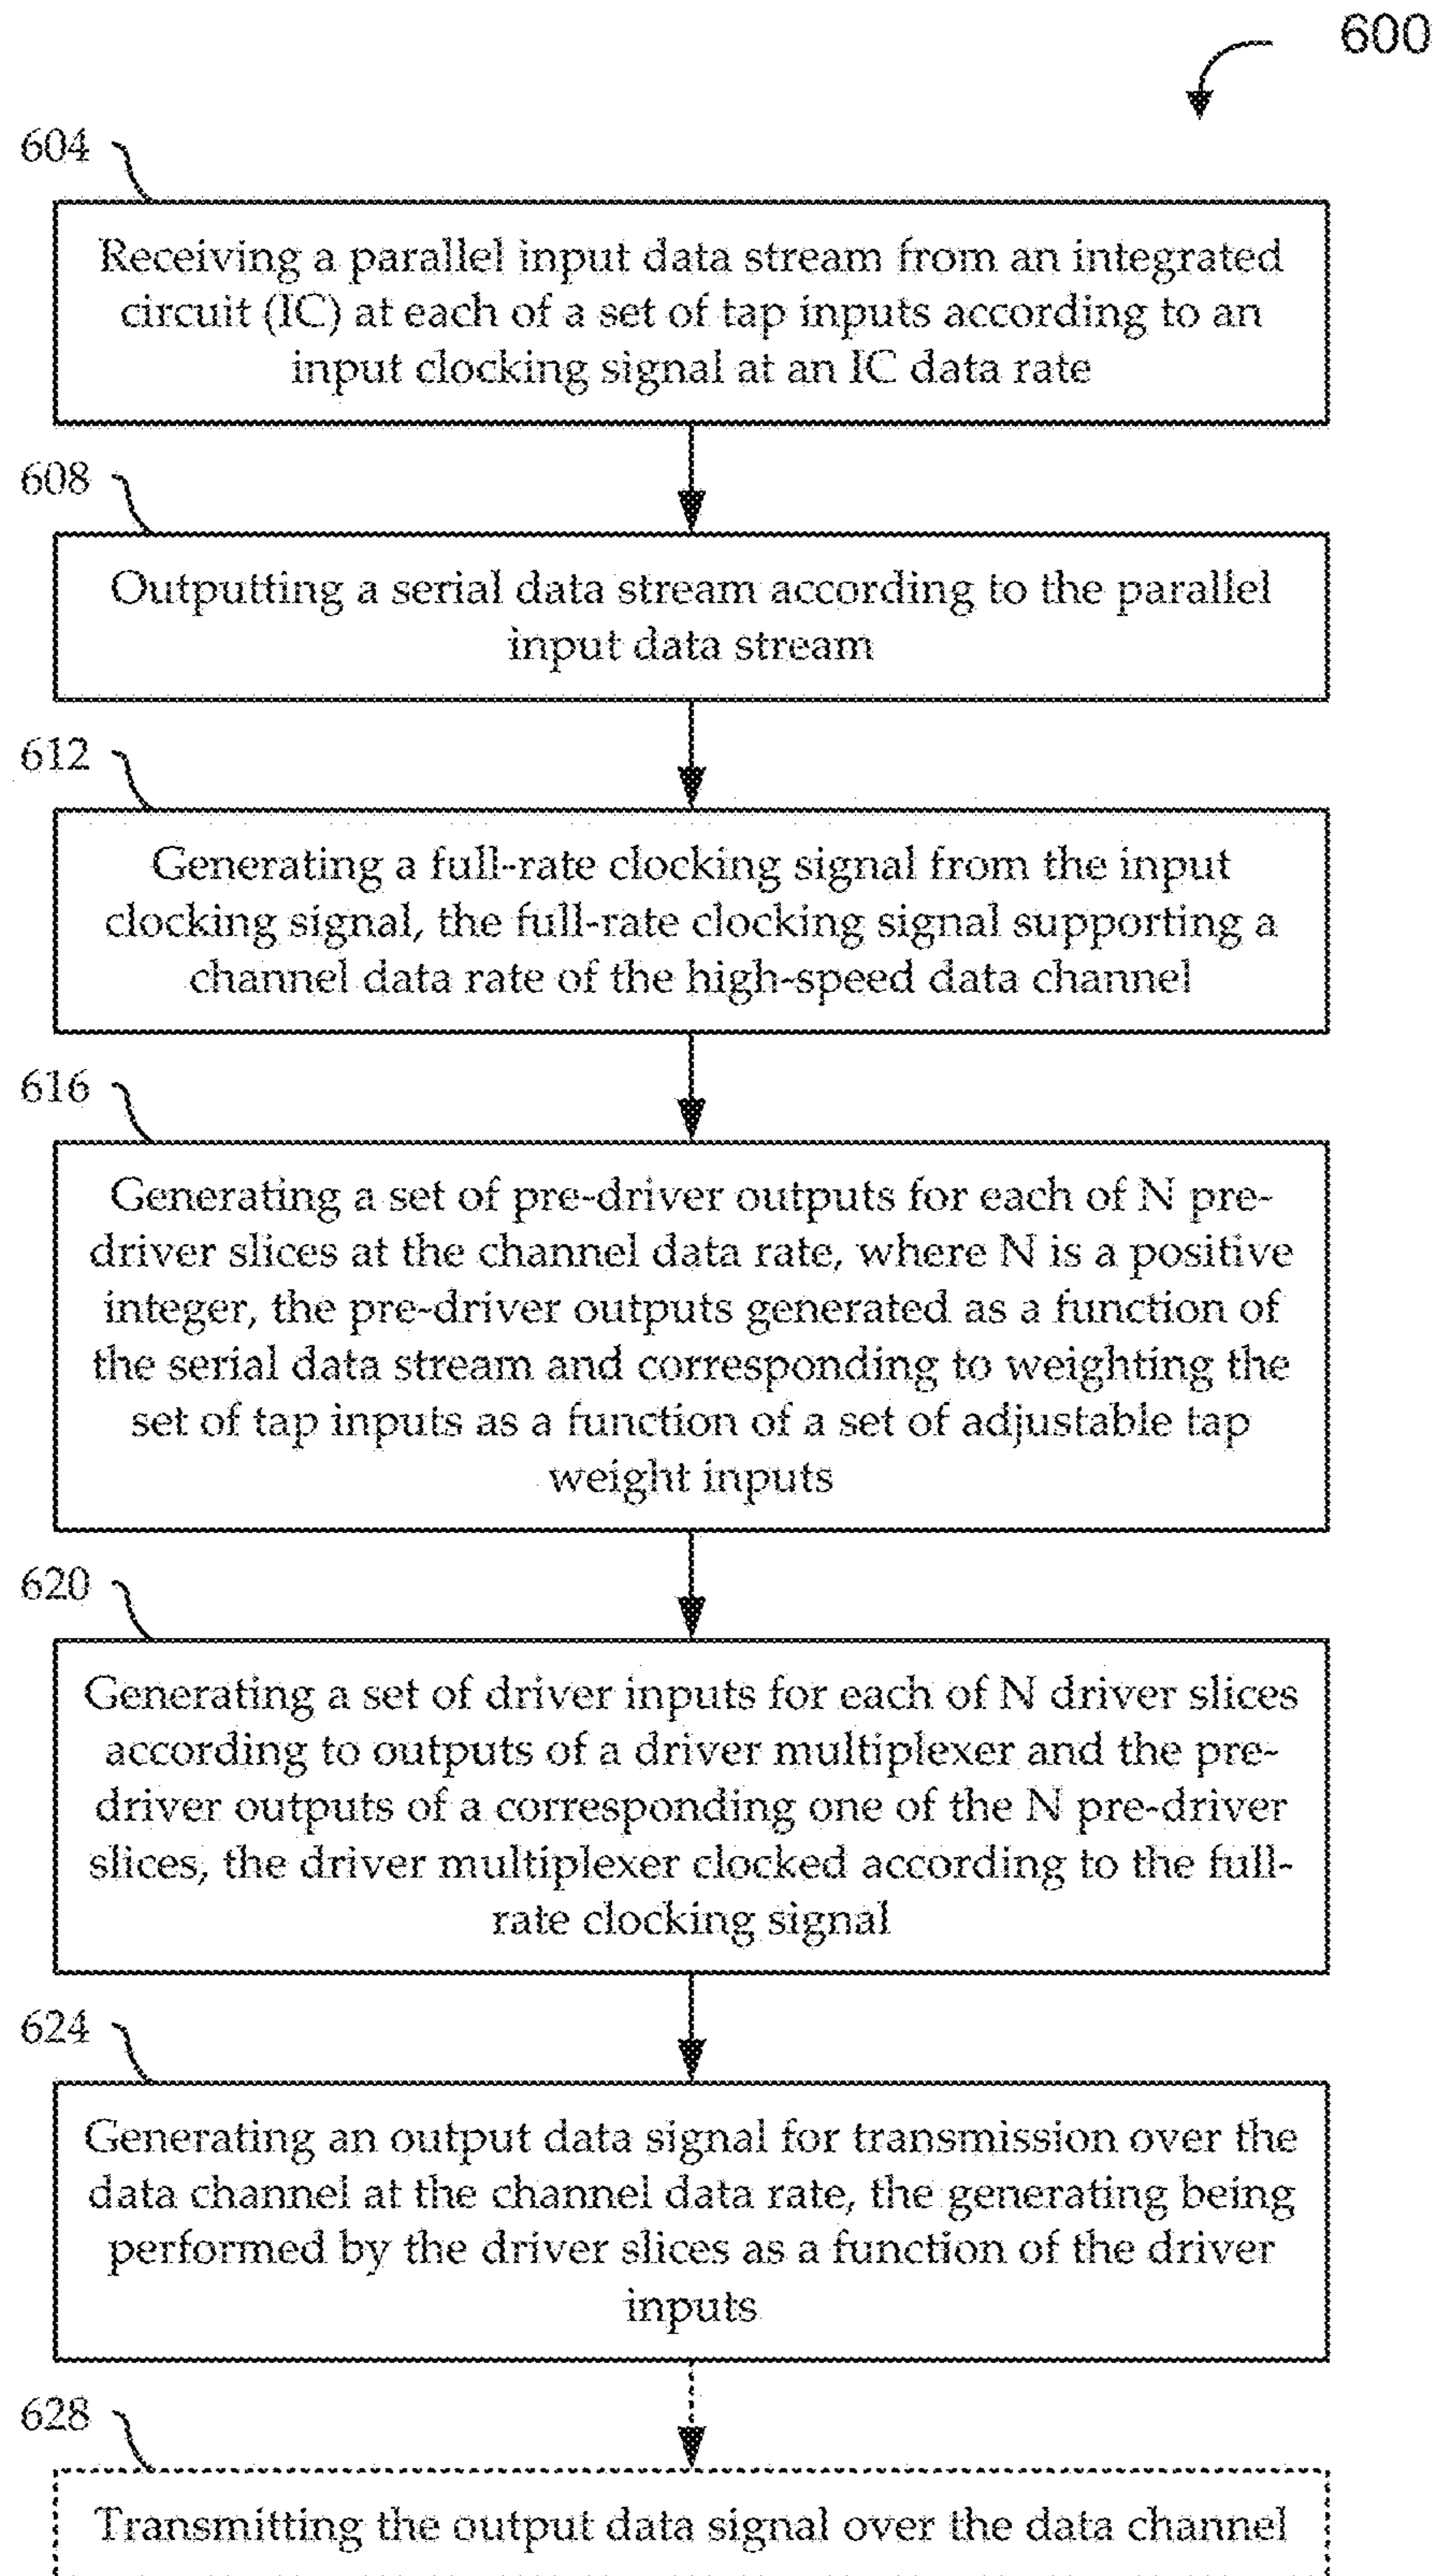 600
604
Receiving a parallel input data stream from an integrated
circuit (IC) at each of a set of tap inputs according to an
input clocking signal at an IC data rate
608
Outputting a serial data stream according to the parallel
input data stream
612
Generating a full-rate clocking signal from the input
clocking signal, the full-rate clocking signal supporting a
channel data rate of the high-speed data channel
616
Generating a set of pre-driver outputs for each of N pre-
driver slices at the channel data rate, where N is a positive
integer, the pre-driver outputs generated as a function of
the serial data stream and corresponding to weighting the
set of tap inputs as a function of a set of adjustable tap
weight inputs
620
Generating a set of driver inputs for each of N driver slices
according to outputs of a driver multiplexer and the pre-
driver outputs of a corresponding one of the N pre-driver
slices, the driver multiplexer clocked according to the full-
rate clocking signal
624
Generating an output data signal for transmission over the
data channel at the channel data rate, the generating being
performed by the driver slices as a function of the driver
inputs
628
Transmitting the output data signal over the data channel